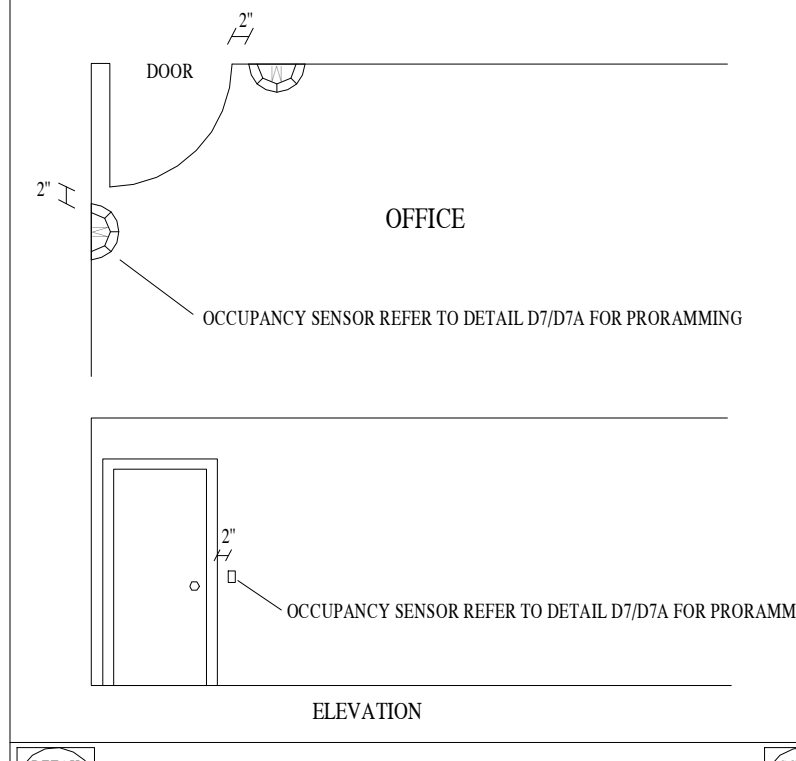 2"
DOOR
2"
OFFICE
OCCUPANCY SENSOR REFER TO DETAIL D7/D7A FOR PRORAMMING
2"
OCCUPANCY SENSOR REFER TO DETAIL D7/D7A FOR PRORAMM
ELEVATION